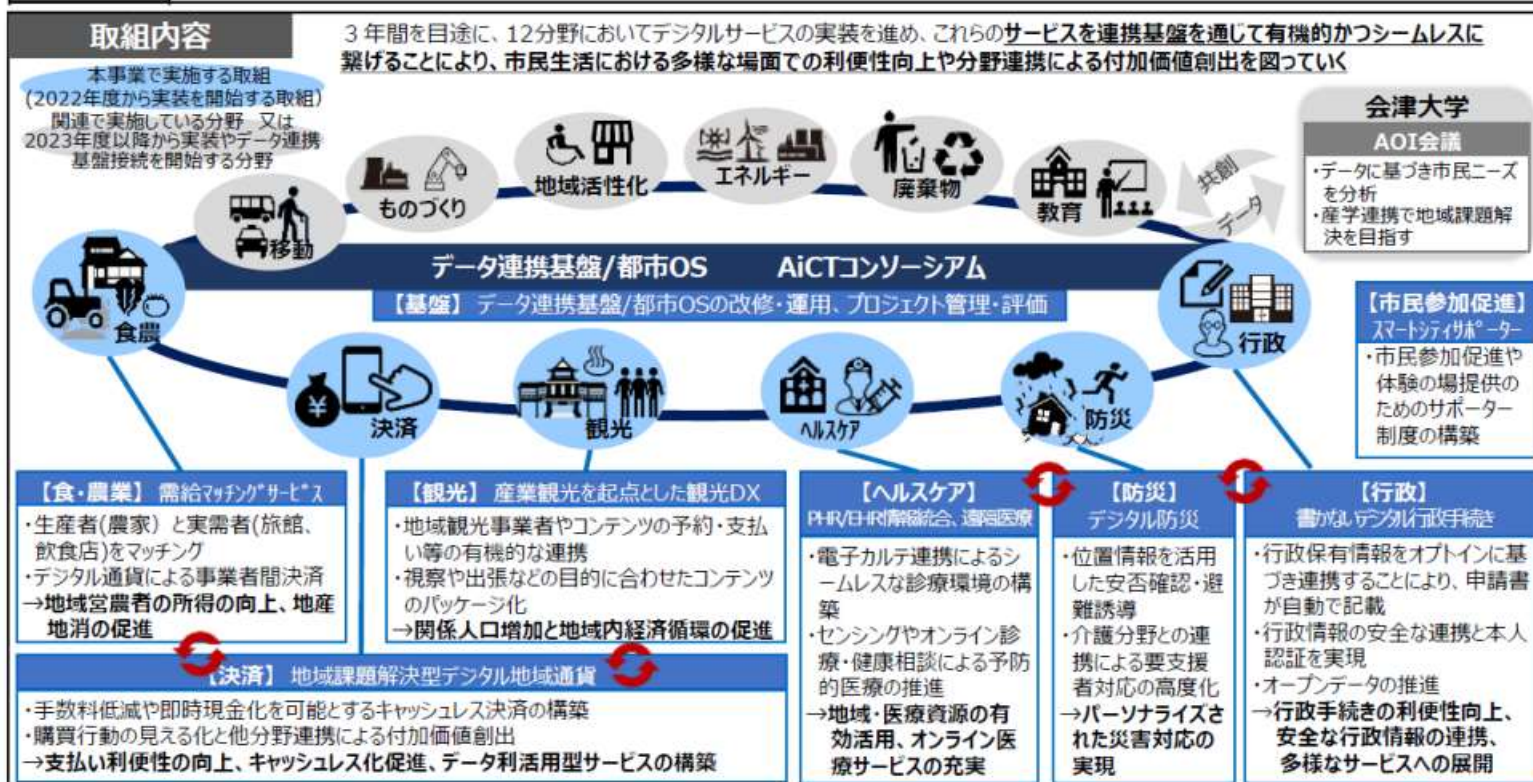 取組内容
3年間を目途に、12分野においてデジタルサービスの実装を進め、これらのサービスを連携基盤を通じて有機的かつシームレスに
繋げることにより、市民生活における多様な場面での利便性向上や分野連携による付加価値創出を図っていく
本事業で実施する取組
(2022年度から実装を開始する取組)
関連で実施している分野 又は
2023年度以降から実装やデータ連携
基盤接続を開始する分野
会津大学
AOI会議
・データに基づき市民ニーズ
を分析
・産学連携で地域課題解
決を目指す
共創
データ
移動
ものづくり
地域活性化
エネルギー
廃棄物
教育
データ連携基盤/都市OS AiCTコンソーシアム
【基盤】データ連携基盤/都市OSの改修・運用、プロジェクト管理・評価
食農
決済
観光
ヘルスケア
防災
行政
【市民参加促進】
スマートシティサポーター
・市民参加促進や
体験の場提供の
ためのサポーター
制度の構築
【食・農業】需給マッチングサービス
・生産者(農家)と実需者(旅館、
飲食店)をマッチング
・デジタル通貨による事業者間決済
→地域営農者の所得の向上、地産
地消の促進
【観光】産業観光を起点とした観光DX
・地域観光事業者やコンテンツの予約・支払
い等の有機的な連携
・視察や出張などの目的に合わせたコンテンツ
のパッケージ化
→関係人口増加と地域内経済循環の促進
【決済】地域課題解決型デジタル地域通貨
・手数料低減や即時現金化を可能とするキャッシュレス決済の構築
・購買行動の見える化と他分野連携による付加価値創出
→支払い利便性の向上、キャッシュレス化促進、データ利活用型サービスの構築
【ヘルスケア】
PHR/EHR情報統合、遠隔医療
・電子カルテ連携によるシ
ームレスな診療環境の構
築
・センシングやオンライン診
療・健康相談による予防
的医療の推進
→地域・医療資源の有
効活用、オンライン医
療サービスの充実
【防災】
デジタル防災
・位置情報を活用
した安否確認・避
難誘導
・介護分野との連
携による要支援
者対応の高度化
→パーソナライズさ
れた災害対応の
実現
【行政】
書かないデジタル行政手続き
・行政保有情報をオプトインに基
づき連携することにより、申請書
が自動で記載
・行政情報の安全な連携と本人
認証を実現
・オープンデータの推進
→行政手続きの利便性向上、
安全な行政情報の連携、
多様なサービスへの展開